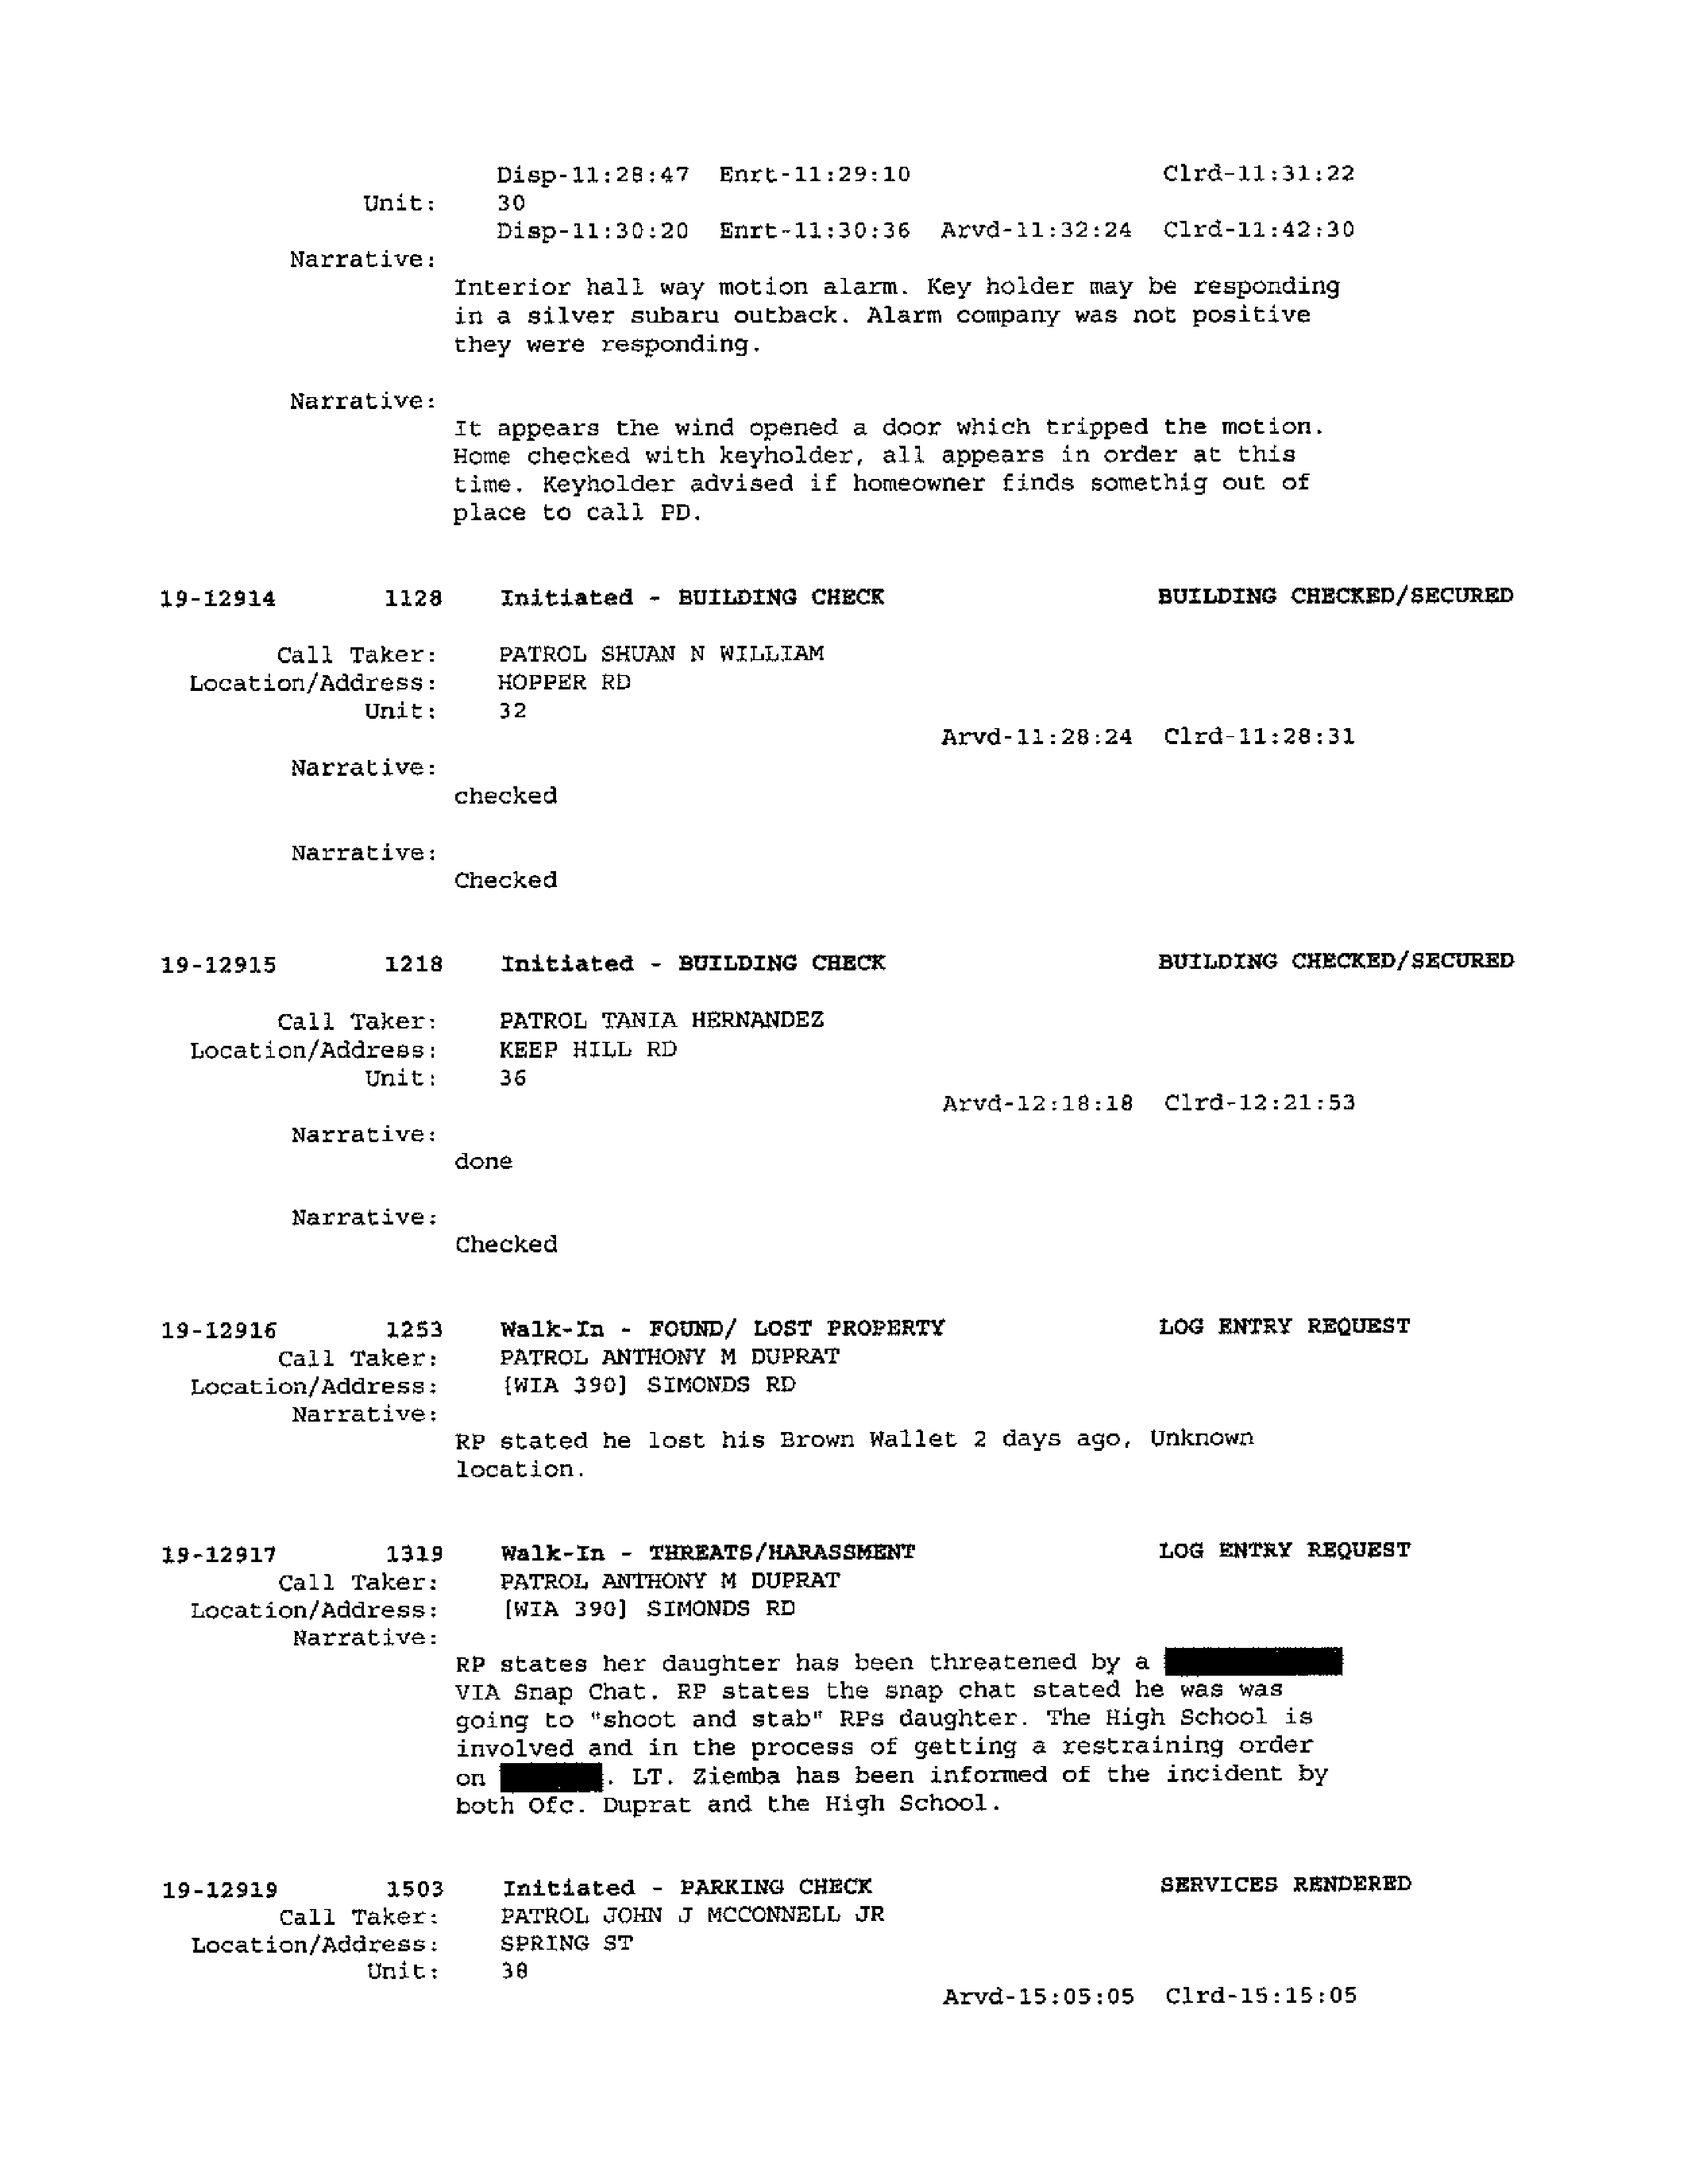 Disp-11:28:47 Enrt-11:29:10 Clrd-11:31:22
Unit: 30
Disp-11:30:20 Enrt-11:30:36 Arvd-11:32:24 Clrd-11:42:30
Narrative:
Interior hall way motion alarm. Key holder may be responding
in a silver subaru outback. Alarm company was not positive
they were responding.
Narrative:
It appears the wind opened a door which tripped the motion.
Home checked with keyholder, all appears in order at this
time. Keyholder advised if homeowner finds somethig out of
place to call PD.
19-12914 1128 Initiated - BUILDING CHECK BUILDING CHECKED/SECURED
Call Taker: PATROL SHUAN N WILLIAM
Location/Address: HOPPER RD
Unit: 32
Arvd-11:28:24 Clrd-11:28:31
Narrative:
checked
Narrative:
Checked
19-12915 1218 Initiated - BUILDING CHECK BUILDING CHECKED/SECURED
Call Taker: PATROL TANIA HERNANDEZ
Location/Address: KEEP HILL RD
Unit: 36
Arvd-12:18:18 Clrd-12:21:53
Narrative:
done
Narrative:
Checked
19-12916 1253 Walk-In - FOUND/ LOST PROPERTY LOG ENTRY REQUEST
Call Taker: PATROL ANTHONY M DUPRAT
Location/Address: [WIA 390] SIMONDS RD
Narrative:
RP stated he lost his Brown Wallet 2 days ago, Unknown
location.
19-12917 1319 Walk-In - THREATS/HARASSMENT LOG ENTRY REQUEST
Call Taker: PATROL ANTHONY M DUPRAT
Location/Address: [WIA 390] SIMONDS RD
Narrative:
RP states her daughter has been threatened by a
VIA Snap Chat. RP states the snap chat stated he was was
going to "shoot and stab" RPs daughter. The High School is
involved and in the process of getting a restraining order
on . LT. Ziemba has been informed of the incident by
both Ofc. Duprat and the High School.
19-12919 1503 Initiated - PARKING CHECK SERVICES RENDERED
Call Taker: PATROL JOHN J MCCONNELL JR
Location/Address: SPRING ST
Unit: 38
Arvd-15:05:05 Clrd-15:15:05